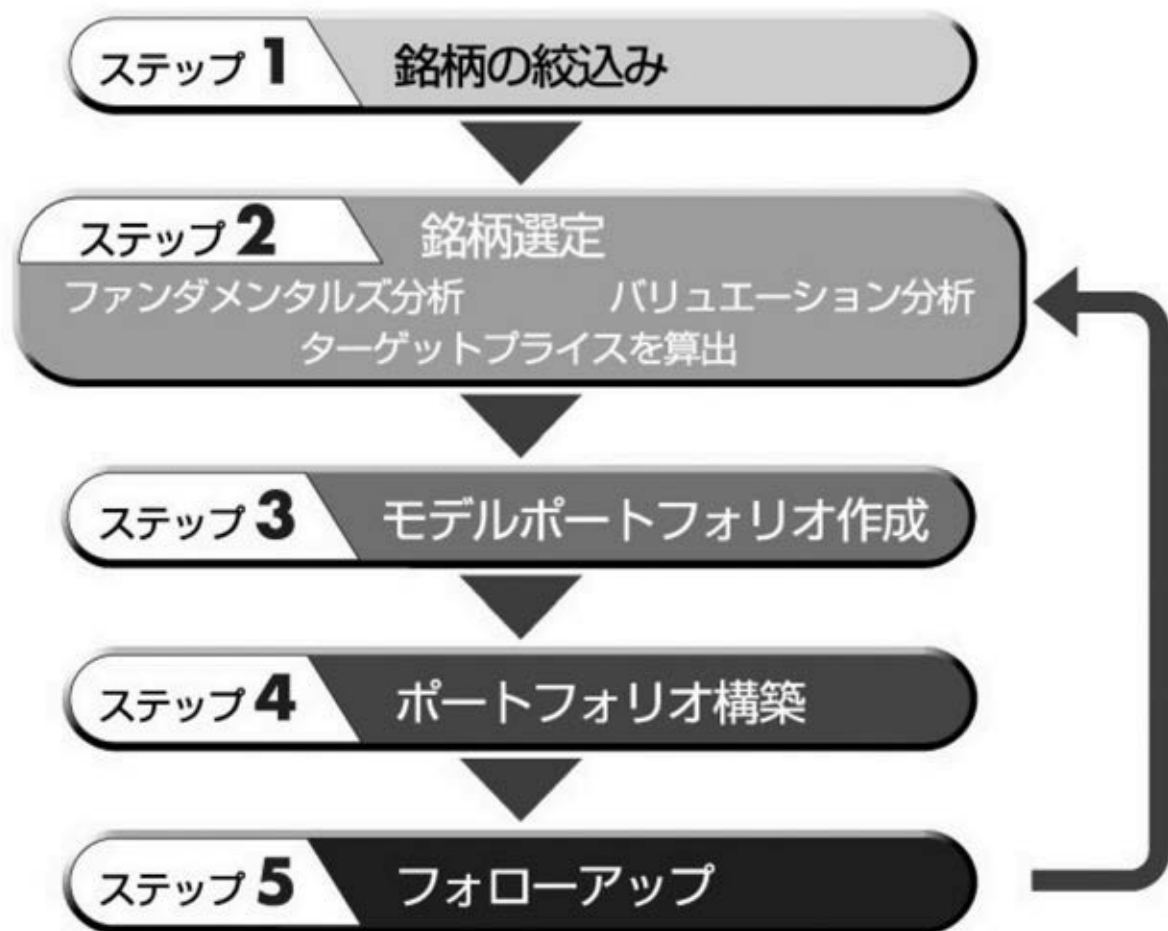 ステップ 1 銘柄の絞込み
ステップ 2 銘柄選定
ファンダメンタルズ分析 バリュエーション分析
ターゲットプライスを算出
ステップ 3 モデルポートフォリオ作成
ステップ 4 ポートフォリオ構築
ステップ 5 フォローアップ